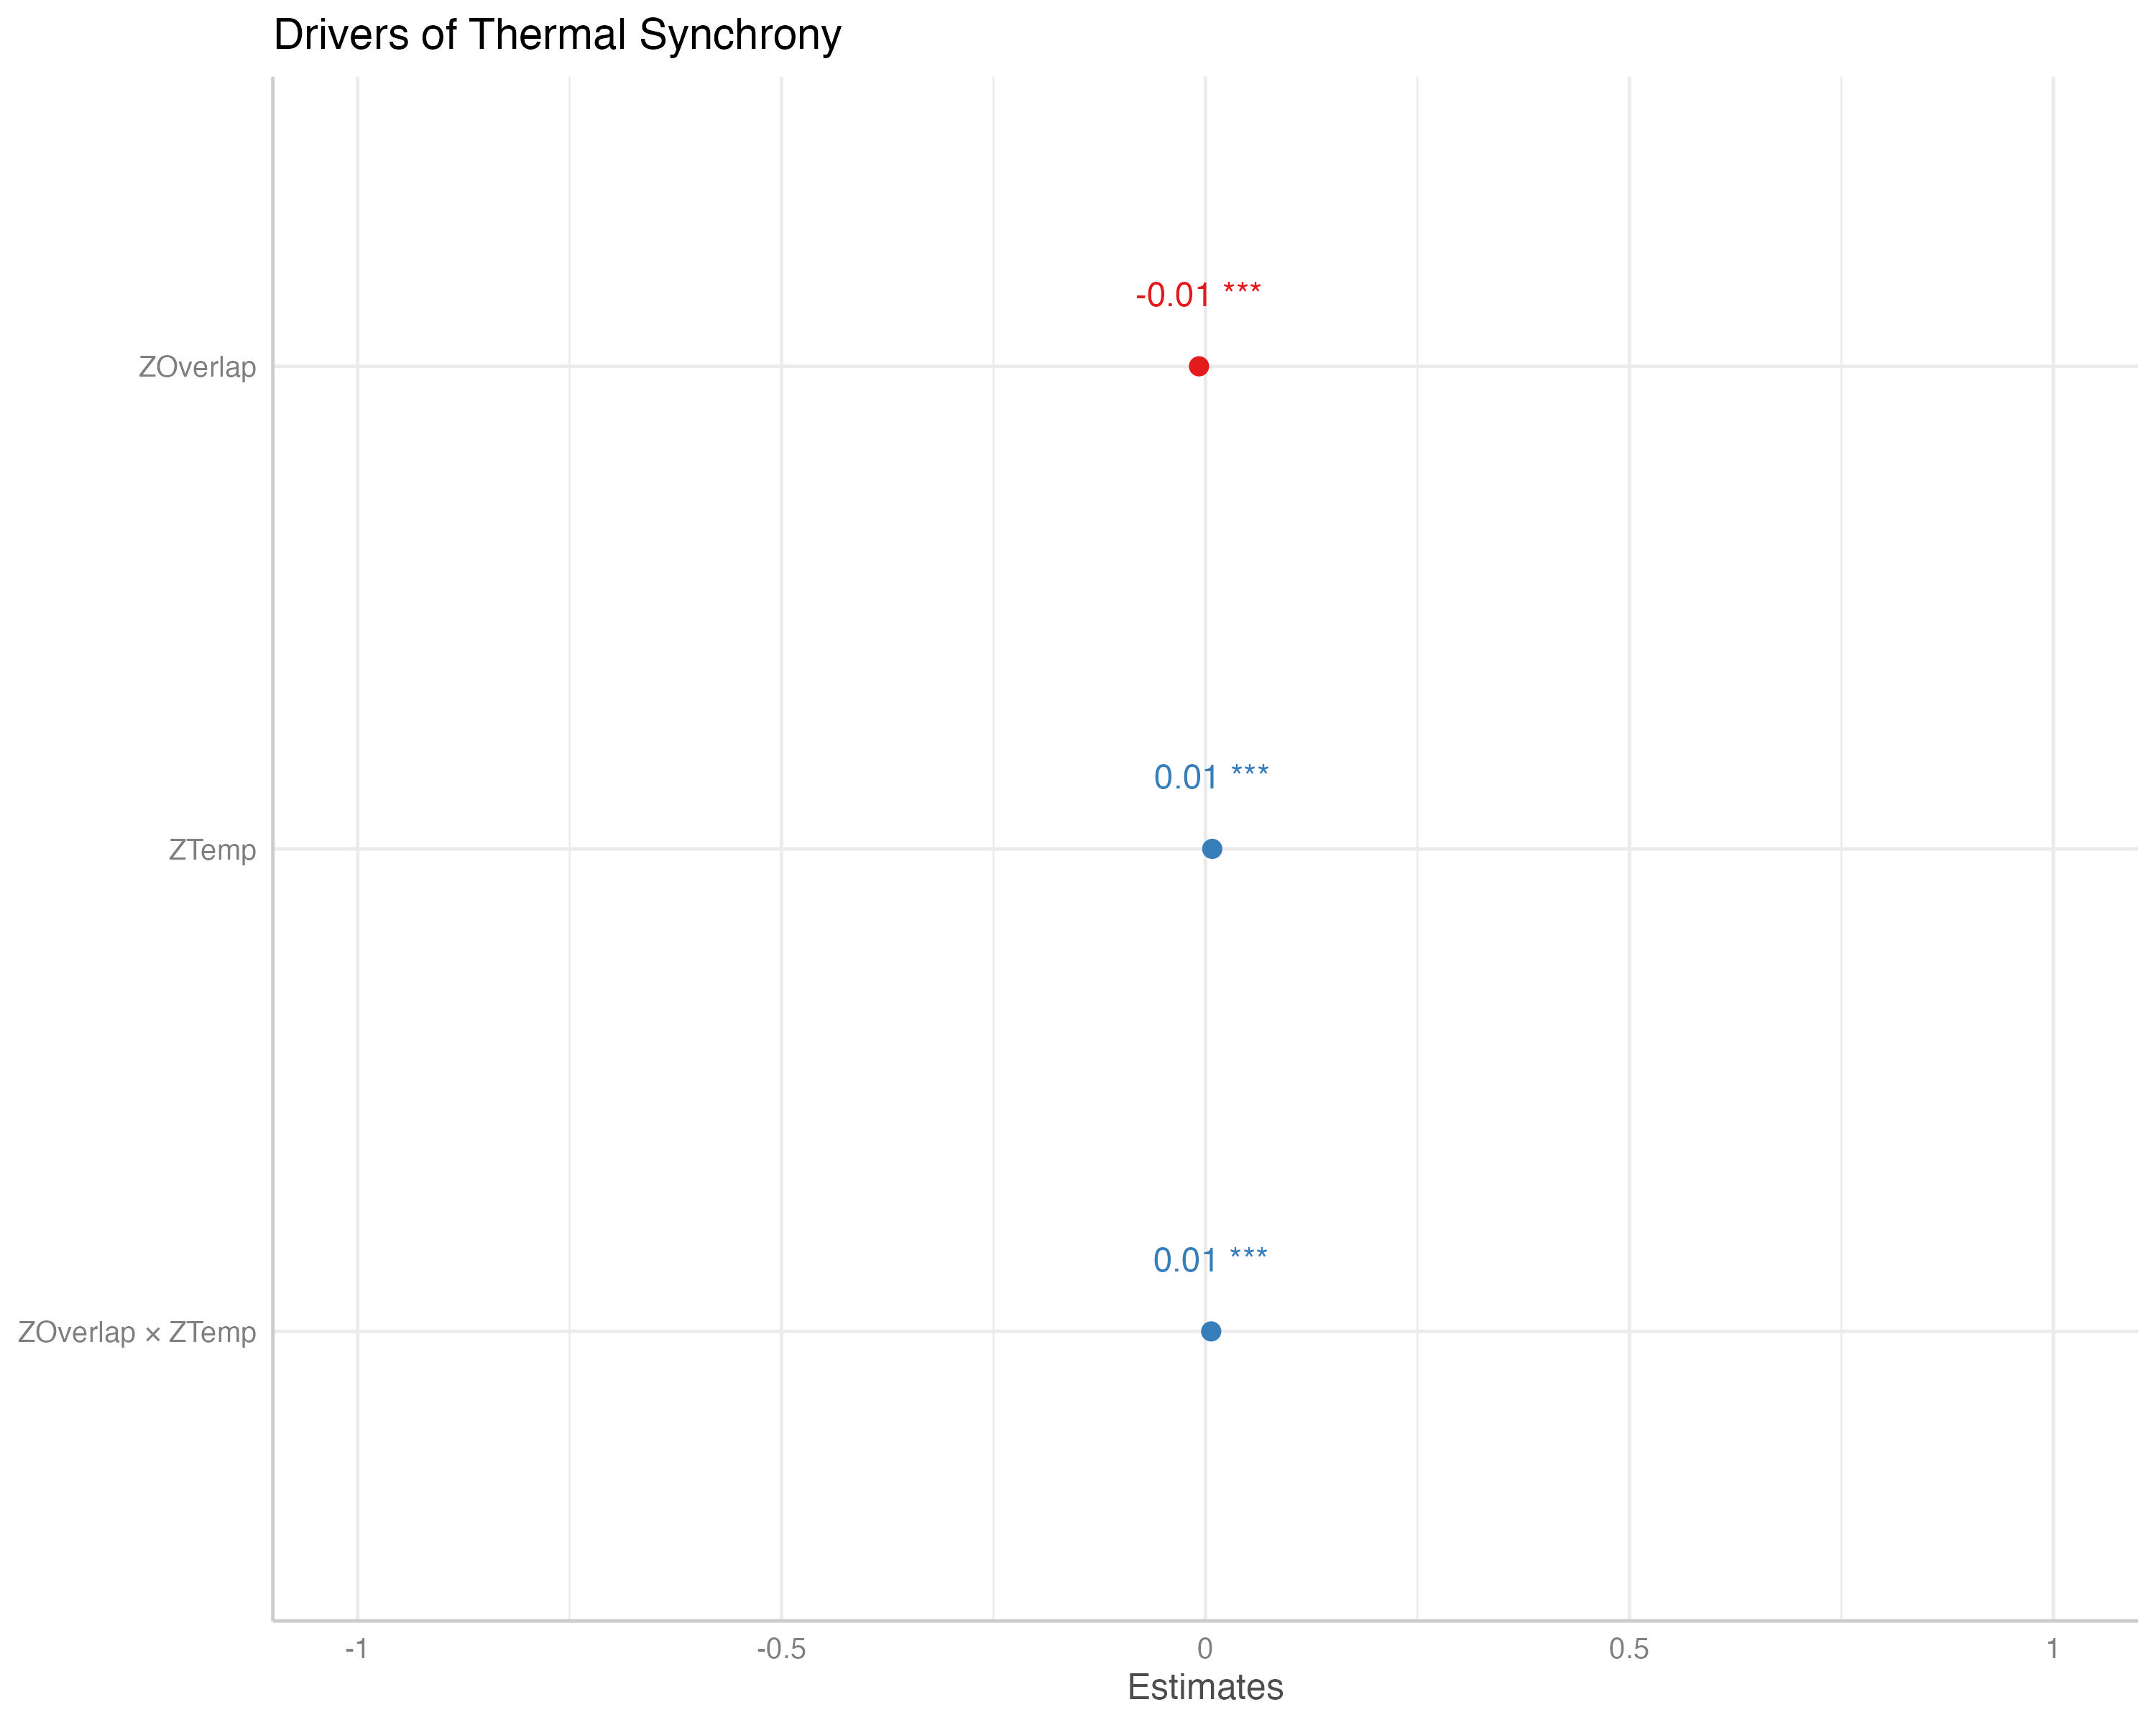 Drivers of Thermal Synchrony
-0.01 ***
ZOverlap
0.01 ***
ZTemp
0.01 ***
ZOverlap × ZTemp
-1 -0.5 0 0.5 1
Estimates